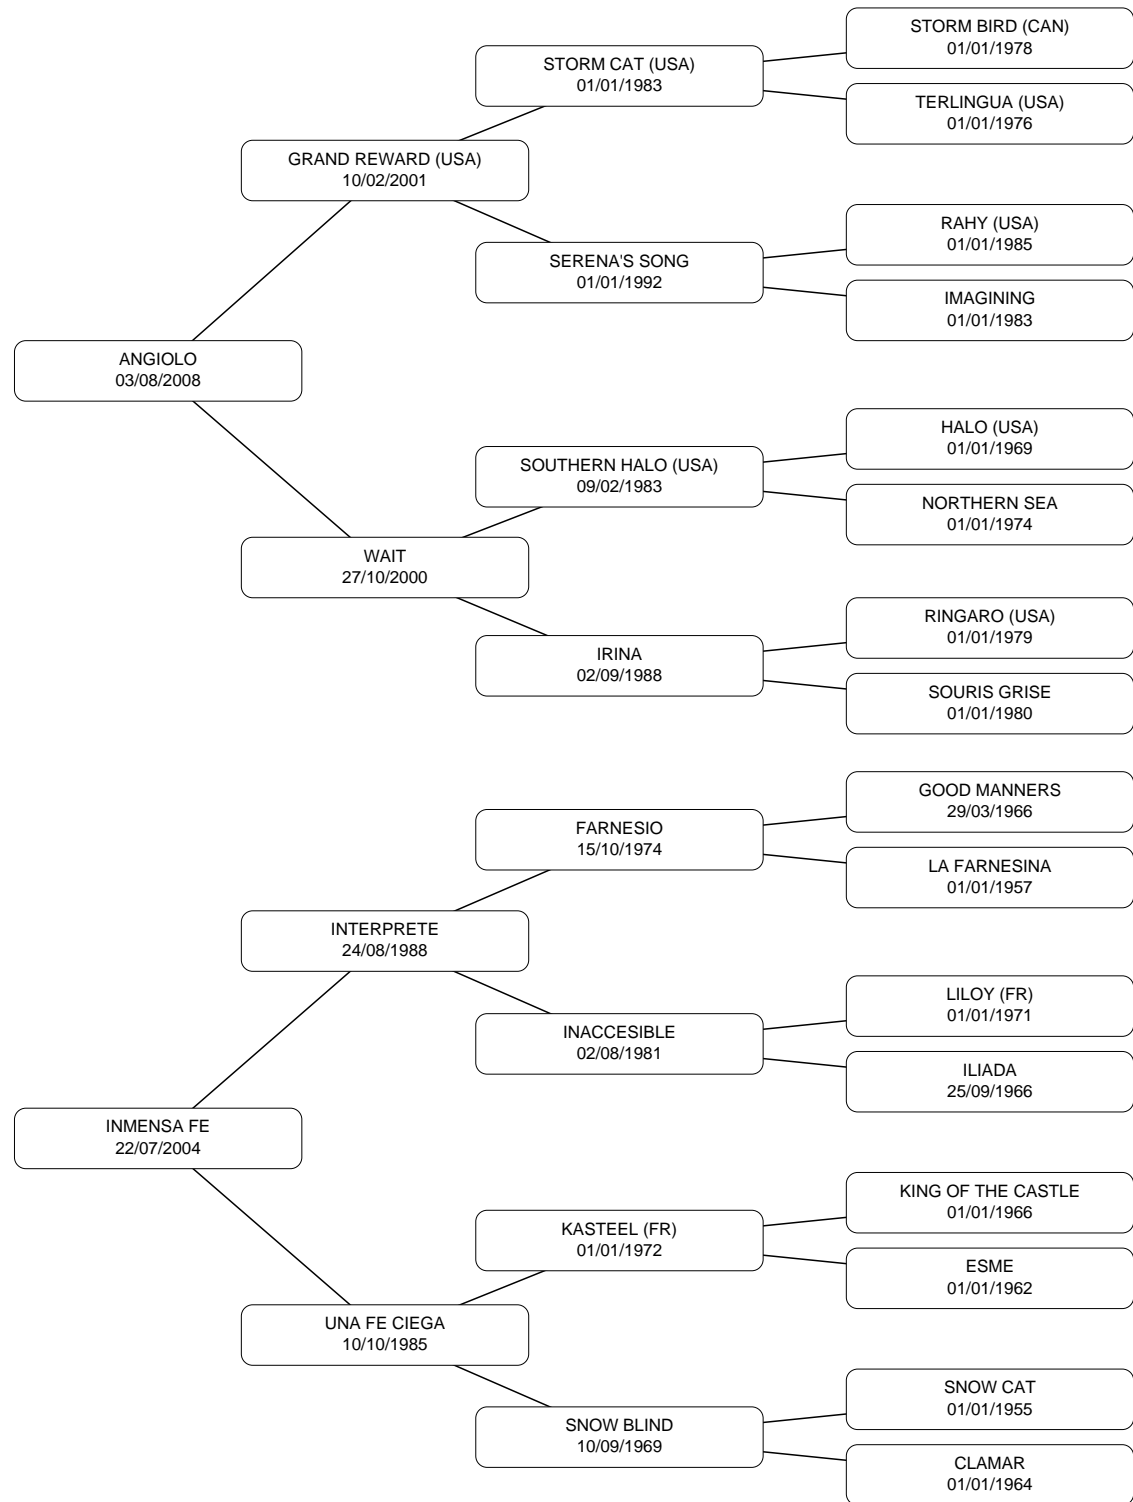 STORM BIRD (CAN)
01/01/1978
STORM CAT (USA)
01/01/1983
TERLINGUA (USA)
01/01/1976
GRAND REWARD (USA)
10/02/2001
RAHY (USA)
01/01/1985
SERENA'S SONG
01/01/1992
IMAGINING
01/01/1983
ANGIOLO
03/08/2008
HALO (USA)
01/01/1969
SOUTHERN HALO (USA)
09/02/1983
NORTHERN SEA
01/01/1974
WAIT
27/10/2000
RINGARO (USA)
01/01/1979
IRINA
02/09/1988
SOURIS GRISE
01/01/1980
GOOD MANNERS
29/03/1966
FARNESIO
15/10/1974
LA FARNESINA
01/01/1957
INTERPRETE
24/08/1988
LILOY (FR)
01/01/1971
INACCESIBLE
02/08/1981
ILIADA
25/09/1966
INMENSA FE
22/07/2004
KING OF THE CASTLE
01/01/1966
KASTEEL (FR)
01/01/1972
ESME
01/01/1962
UNA FE CIEGA
10/10/1985
SNOW CAT
01/01/1955
SNOW BLIND
10/09/1969
CLAMAR
01/01/1964